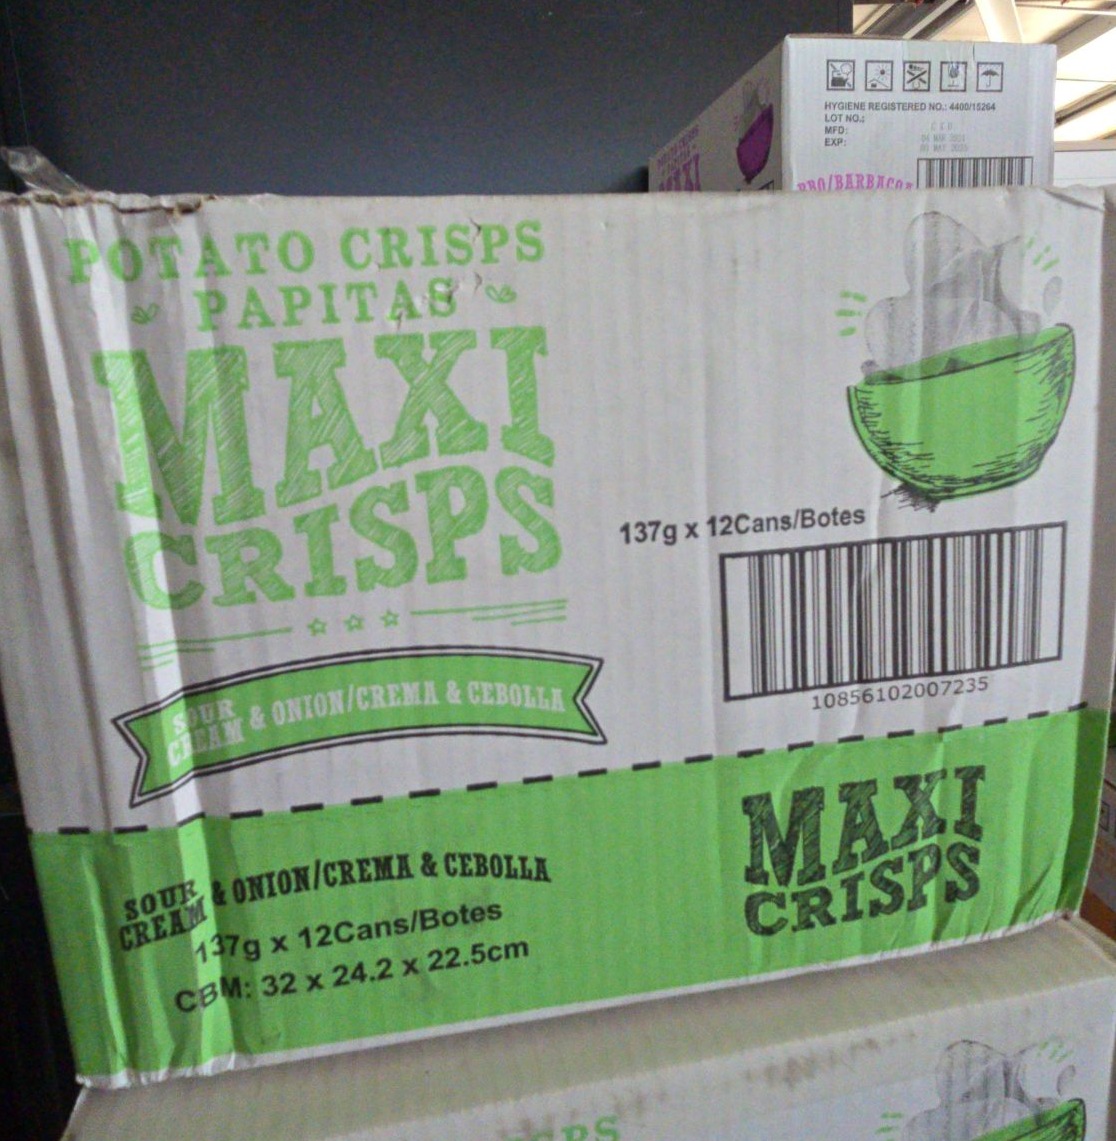 HYGIENE REGISTERED NO.: 4400/15264
LOT NO.:
MFD:
EXP:
BBQ/BARBACOA
MAXI
POTATO CRISPS
PAPITAS
MAXI
CRISPS
SOUR CREAM & ONION/CREMA & CEBOLLA
137g x 12Cans/Botes
10856102007235
SOUR CREAM & ONION/CREMA & CEBOLLA
137g x 12Cans/Botes
CBM: 32 x 24.2 x 22.5cm
MAXI
CRISPS